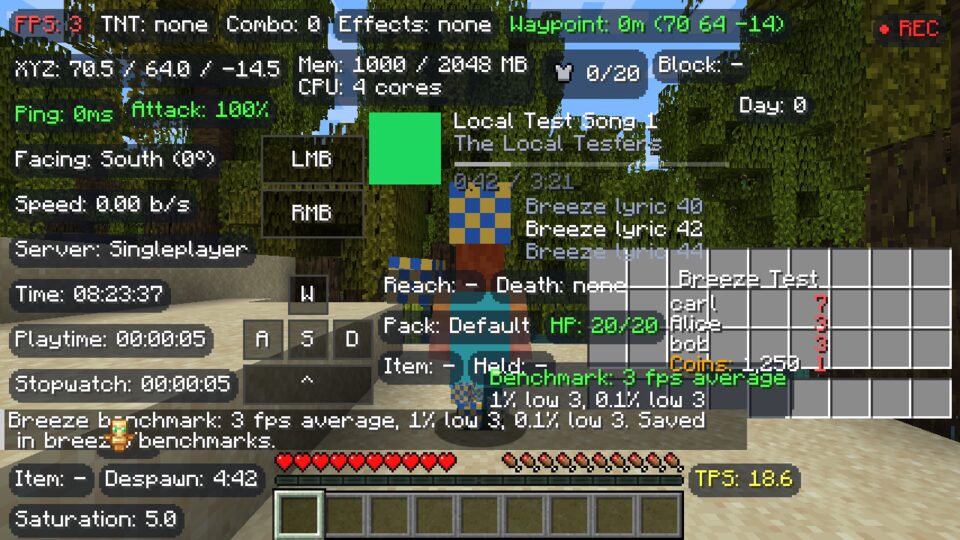 FPS: 3 TNT: none Combo: 0 Effects: none Waypoint: 0m (70 64 -14)
● REC
XYZ: 70.5 / 64.0 / -14.5
Mem: 1000 / 2048 MB
CPU: 4 cores
0/20
Block: -
Ping: 0ms
Attack: 100%
Day: 0
Local Test Song 1
The Local Testers
0:42 / 3:21
Facing: South (0°)
LMB
Speed: 0.00 b/s
RMB
Breeze lyric 40
Breeze lyric 42
Breeze lyric 44
Server: Singleplayer
Time: 08:23:37
W
Reach: - Death: none
Breeze Test
carl 7
Alice 3
bob 3
Coins: 1,250 1
Playtime: 00:00:05
A S D
Pack: Default HP: 20/20
Item: - Held: -
Stopwatch: 00:00:05
^
Benchmark: 3 fps average
1% low 3, 0.1% low 3
Breeze benchmark: 3 fps average, 1% low 3, 0.1% low 3. Saved
in breeze benchmarks.
Item: - Despawn: 4:42
TPS: 18.6
Saturation: 5.0